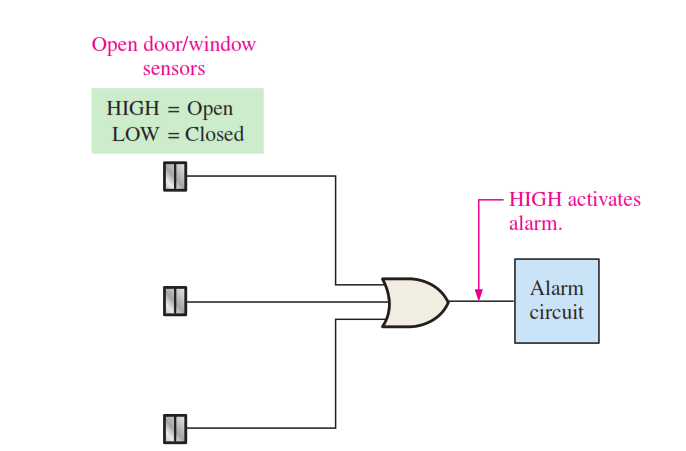 Open door/window
sensors
HIGH = Open
LOW = Closed
HIGH activates
alarm.
Alarm
circuit